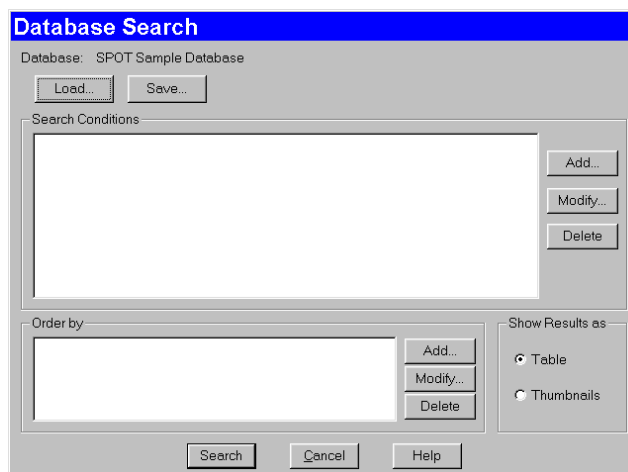 Database Search
Database: SPOT Sample Database
Load... Save...
Search Conditions
Add...
Modify...
Delete
Order by
Add...
Modify...
Delete
Show Results as
Table
Thumbnails
Search Cancel Help